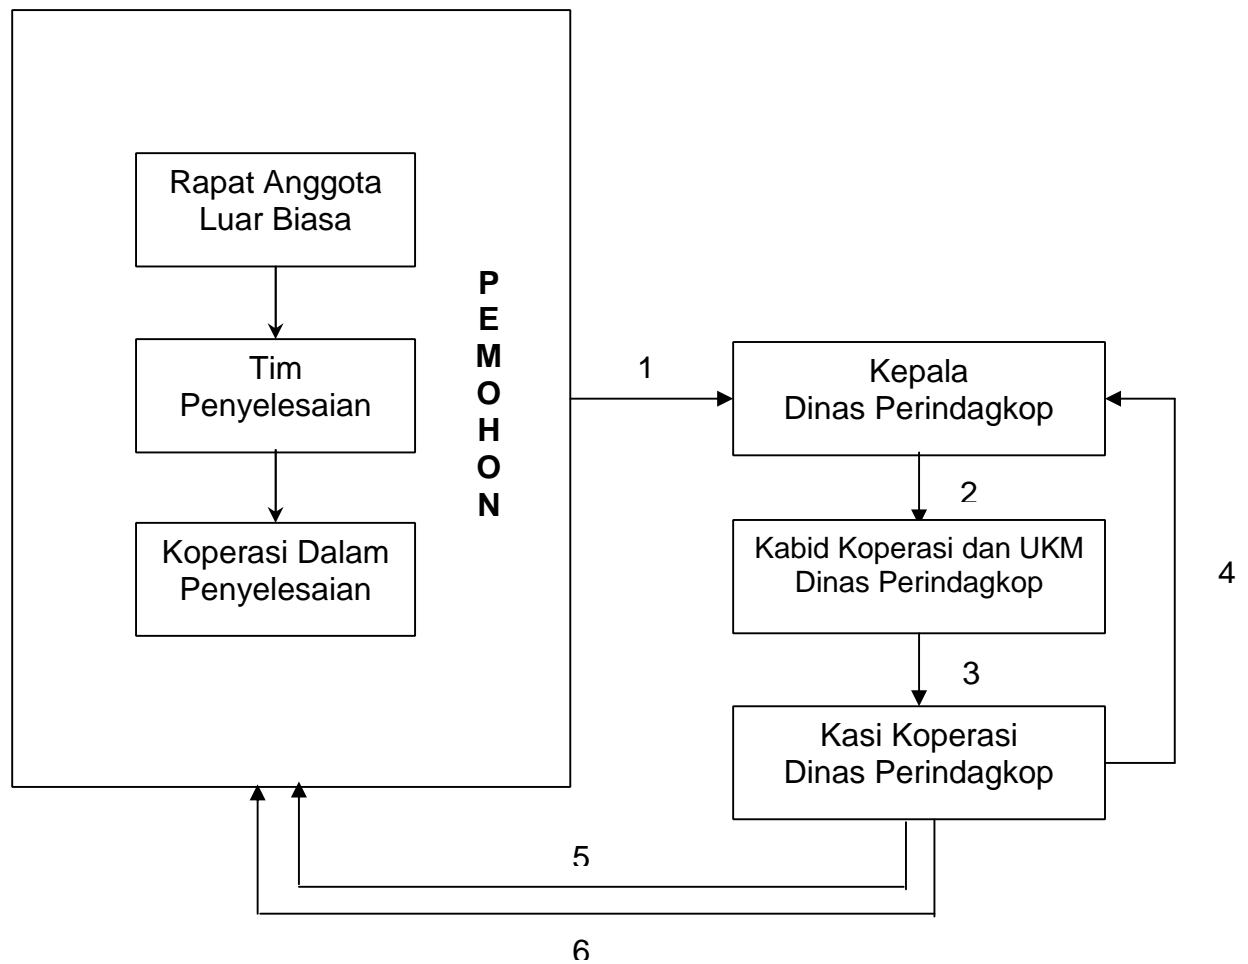 Rapat Anggota
Luar Biasa
Tim
Penyelesaian
Koperasi Dalam
Penyelesaian
P
E
M
O
H
O
N
1
Kepala
Dinas Perindagkop
2
Kabid Koperasi dan UKM
Dinas Perindagkop
3
Kasi Koperasi
Dinas Perindagkop
4
5
6